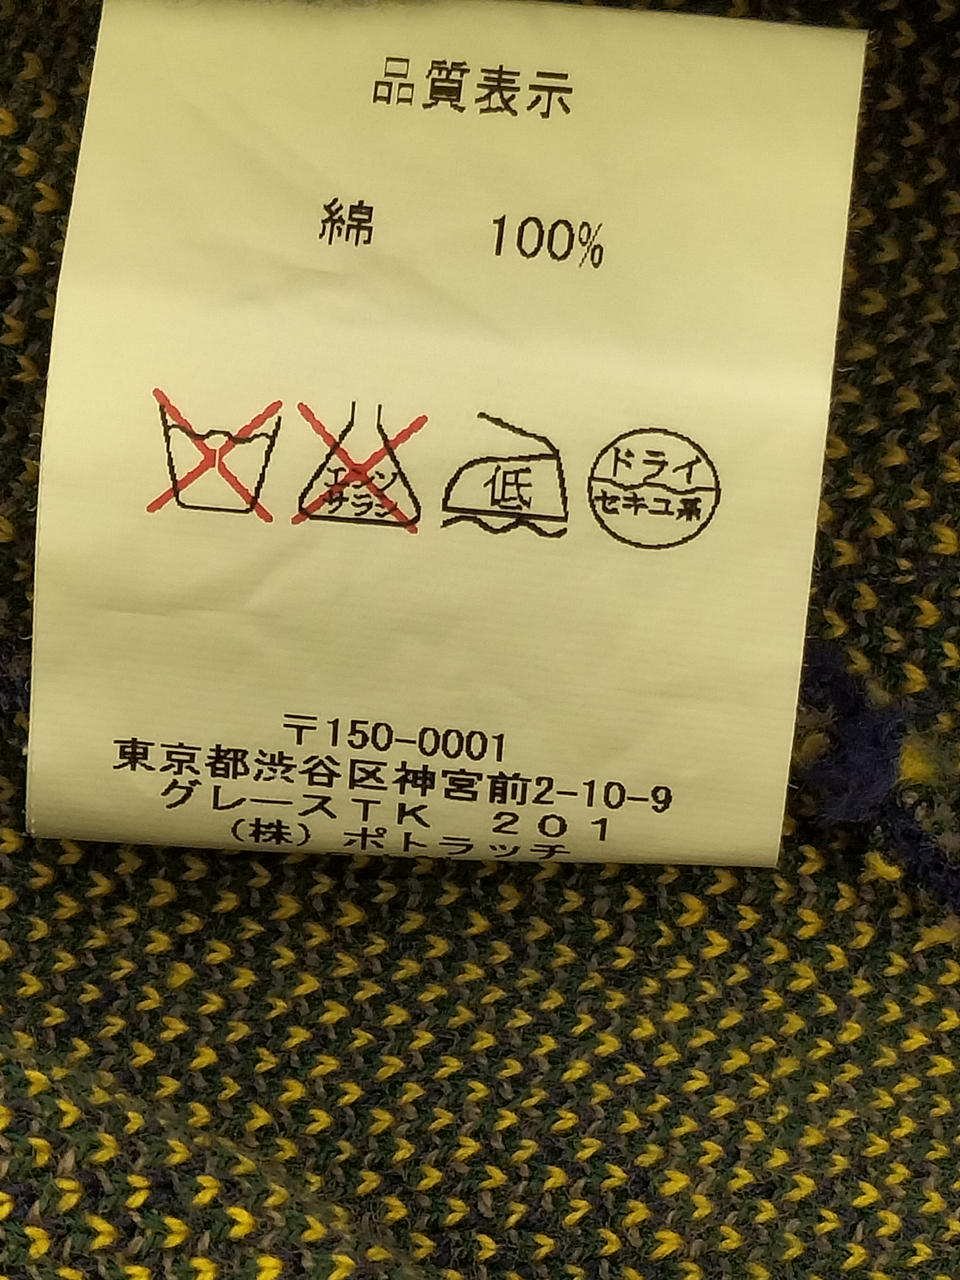 品質表示
綿 100%
エンソ
サラシ
低
ドライ
セキユ系
〒150-0001
東京都渋谷区神宮前2-10-9
グレースTK 201
(株)ポトラッチ